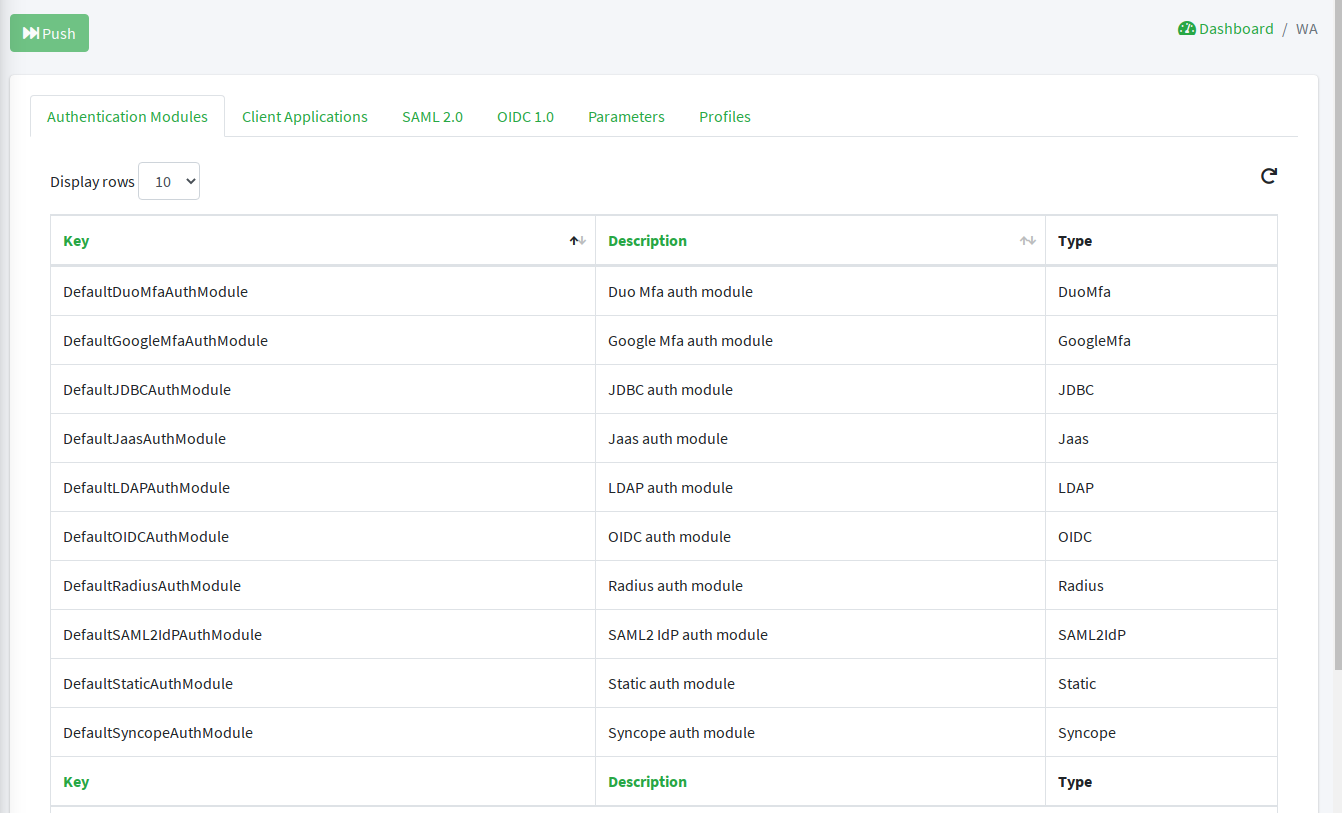 Push
Dashboard / WA
Authentication Modules Client Applications SAML 2.0 OIDC 1.0 Parameters Profiles
Display rows 10
Key Description Type
DefaultDuoMfaAuthModule Duo Mfa auth module DuoMfa
DefaultGoogleMfaAuthModule Google Mfa auth module GoogleMfa
DefaultJDBCAuthModule JDBC auth module JDBC
DefaultJaasAuthModule Jaas auth module Jaas
DefaultLDAPAuthModule LDAP auth module LDAP
DefaultOIDCAuthModule OIDC auth module OIDC
DefaultRadiusAuthModule Radius auth module Radius
DefaultSAML2IdPAuthModule SAML2 IdP auth module SAML2IdP
DefaultStaticAuthModule Static auth module Static
DefaultSyncopeAuthModule Syncope auth module Syncope
Key Description Type